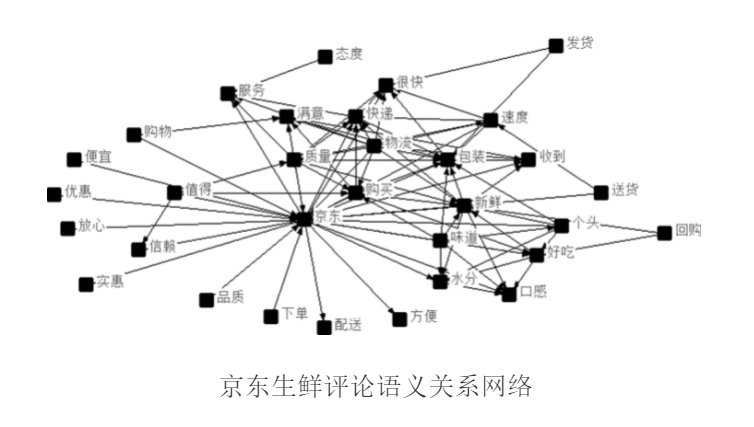 态度
发货
很快
服务
满意
快递
速度
购物
物流
便宜
质量
包装
收到
优惠
值得
购买
送货
放心
京东
新鲜
个头
回购
信赖
味道
好吃
实惠
水分
品质
口感
下单
配送
方便
京东生鲜评论语义关系网络